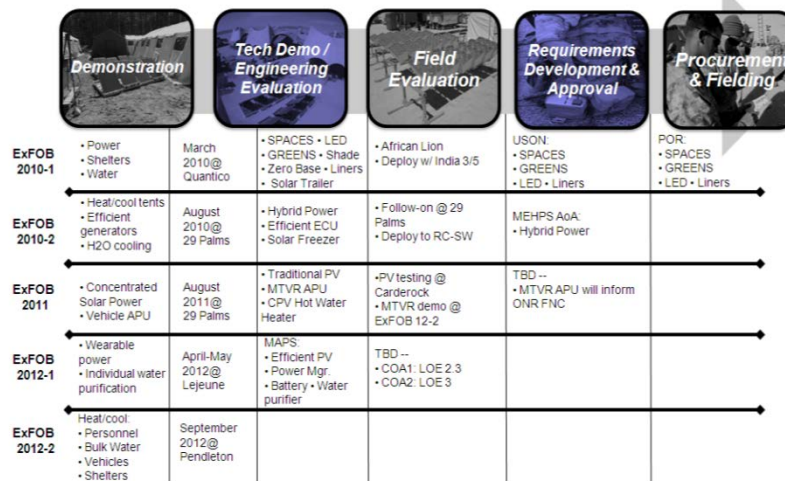 Demonstration
Tech Demo /
Engineering
Evaluation
Field
Evaluation
Requirements
Development &
Approval
Procurement
& Fielding
ExFOB
2010-1
• Power
• Shelters
• Water
March
2010@
Quantico
• SPACES • LED
• GREENS • Shade
• Zero Base • Liners
• Solar Trailer
• African Lion
• Deploy w/ India 3/5
USON:
• SPACES
• GREENS
• LED • Liners
POR:
• SPACES
• GREENS
• LED • Liners
ExFOB
2010-2
• Heat/cool tents
• Efficient
generators
• H2O cooling
August
2010@
29 Palms
• Hybrid Power
• Efficient ECU
• Solar Freezer
• Follow-on @ 29
Palms
• Deploy to RC-SW
MEHPS AoA:
• Hybrid Power
ExFOB
2011
• Concentrated
Solar Power
• Vehicle APU
August
2011@
29 Palms
• Traditional PV
• MTVR APU
• CPV Hot Water
Heater
•PV testing @
Carderock
• MTVR demo @
ExFOB 12-2
TBD --
• MTVR APU will inform
ONR FNC
ExFOB
2012-1
• Wearable
power
• Individual water
purification
April-May
2012@
Lejeune
MAPS:
• Efficient PV
• Power Mgr.
• Battery • Water
purifier
TBD --
• COA1: LOE 2.3
• COA2: LOE 3
ExFOB
2012-2
Heat/cool:
• Personnel
• Bulk Water
• Vehicles
• Shelters
September
2012@
Pendleton